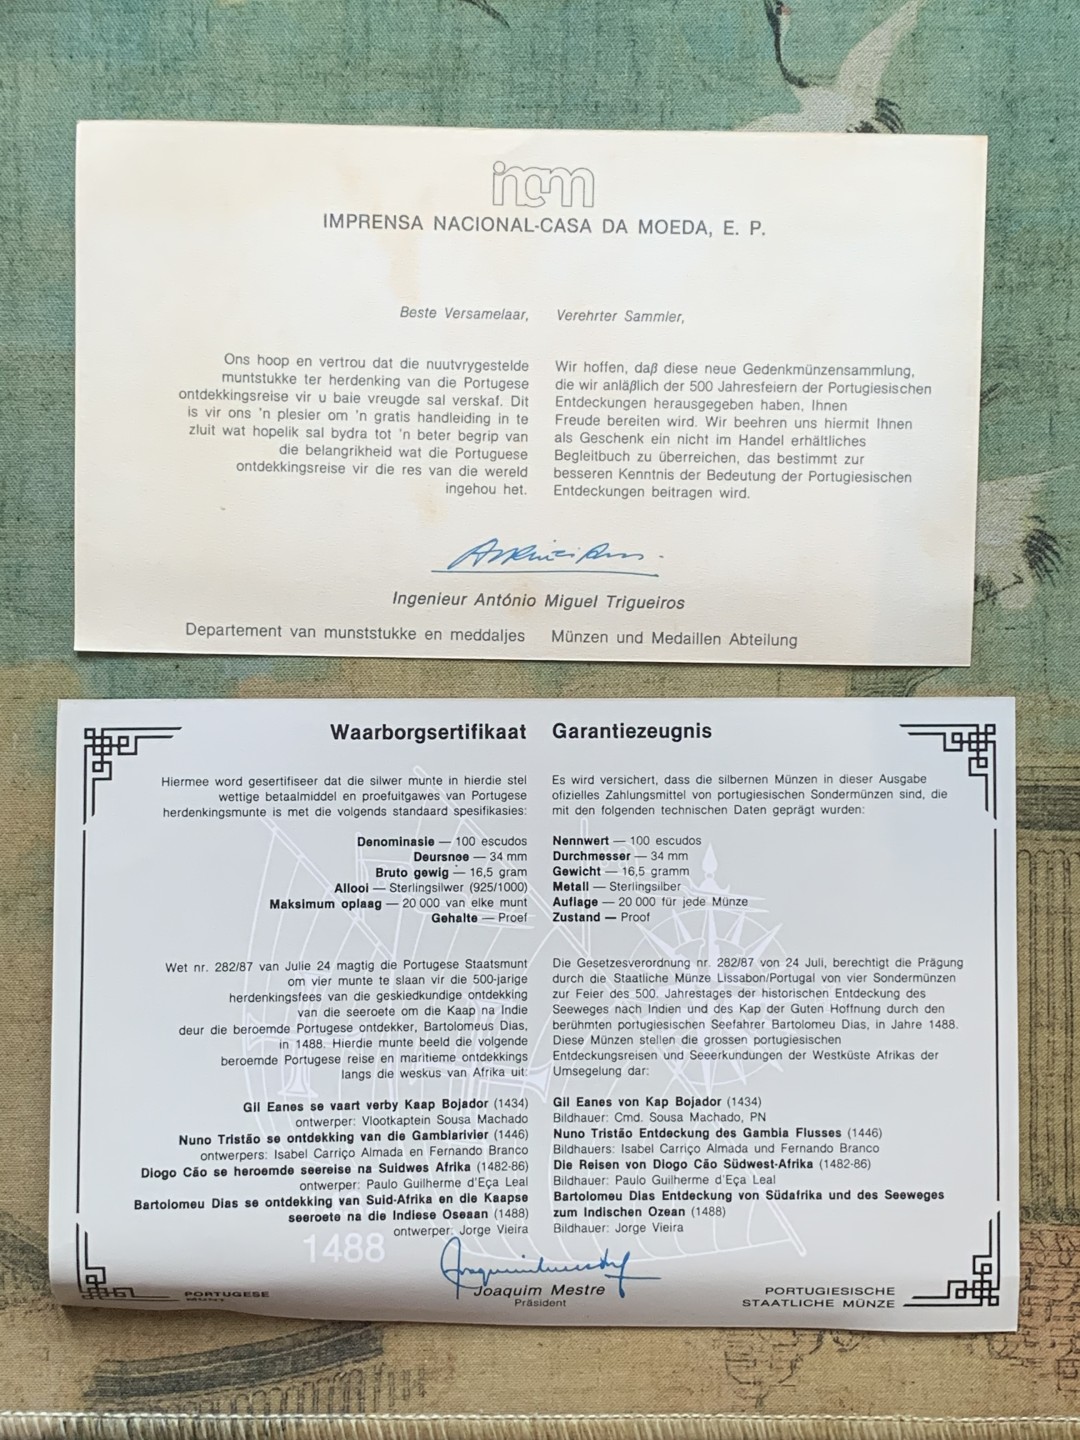 incm
IMPRENSA NACIONAL-CASA DA MOEDA, E. P.
Beste Versamelaar,
Ons hoop en vertrou dat die nuutvrygestelde
muntstukke ter herdenking van die Portugese
ontdekkingsreise vir u baie vreugde sal verskaf. Dit
is vir ons 'n plesier om 'n gratis handleiding in te
zluit wat hopelik sal bydra tot 'n beter begrip van
die belangrikheid wat die Portuguese
ontdekkingsreise vir die res van die wereld
ingehou het.
Verehrter Sammler,
Wir hoffen, daβ diese neue Gedenkmünzensammlung,
die wir anläβlich der 500 Jahresfeiern der Portugiesischen
Entdeckungen herausgegeben haben, Ihnen
Freude bereiten wird. Wir beehren uns hiermit Ihnen
als Geschenk ein nicht im Handel erhältliches
Begleitbuch zu überreichen, das bestimmt zur
besseren Kenntnis der Bedeutung der Portugiesischen
Entdeckungen beitragen wird.
Ingenieur António Miguel Trigueiros
Departement van munststukke en meddaljes
Münzen und Medaillen Abteilung
Waarborgsertifikaat
Hiermee word gesertifiseer dat die silwer munte in hierdie stel
wettige betaalmiddel en proefuitgawes van Portugese
herdenkingsmunte is met die volgends standaard spesifikasies:
Denominasie — 100 escudos
Deursnee — 34 mm
Bruto gewig — 16,5 gram
Allooi — Sterlingsilwer (925/1000)
Maksimum oplaag — 20 000 van elke munt
Gehalte — Proef
Wet nr. 282/87 van Julie 24 magtig die Portugese Staatsmunt
om vier munte te slaan vir die 500-jarige
herdenkingsfees van die geskiedkundige ontdekking
van die seeroete om die Kaap na Indie
deur die beroemde Portugese ontdekker, Bartolomeus Dias,
in 1488. Hierdie munte beeld die volgende
beroemde Portugese reise en maritieme ontdekkings
langs die weskus van Afrika uit:
Gil Eanes se vaart verby Kaap Bojador (1434)
ontwerper: Vlootkaptein Sousa Machado
Nuno Tristão se ontdekking van die Gambiarivier (1446)
ontwerpers: Isabel Carriço Almada en Fernando Branco
Diogo Cão se heroemde seereise na Suidwes Afrika (1482-86)
ontwerper: Paulo Guilherme d'Eça Leal
Bartolomeu Dias se ontdekking van Suid-Afrika en die Kaapse
seeroete na die Indiese Oseaan (1488)
ontwerper: Jorge Vieira
Garantiezeugnis
Es wird versichert, dass die silbernen Münzen in dieser Ausgabe
ofizielles Zahlungsmittel von portugiesischen Sondermünzen sind, die
mit den folgenden technischen Daten geprägt wurden:
Nennwert — 100 escudos
Durchmesser — 34 mm
Gewicht — 16,5 gramm
Metall — Sterlingsilber
Auflage — 20 000 für jede Münze
Zustand — Proof
Die Gesetzesverordnung nr. 282/87 von 24 Juli, berechtigt die Prägung
durch die Staatliche Münze Lissabon/Portugal von vier Sondermünzen
zur Feier des 500. Jahrestages der historischen Entdeckung des
Seeweges nach Indien und des Kap der Guten Hoffnung durch den
berühmten portugiesischen Seefahrer Bartolomeu Dias, in Jahre 1488.
Diese Münzen stellen die grossen portugiesischen
Entdeckungsreisen und Seeerkundungen der Westküste Afrikas der
Umsegelung dar:
Gil Eanes von Kap Bojador (1434)
Bildhauer: Cmd. Sousa Machado, PN
Nuno Tristão Entdeckung des Gambia Flusses (1446)
Bildhauers: Isabel Carriço Almada und Fernando Branco
Die Reisen von Diogo Cão Südwest-Afrika (1482-86)
Bildhauer: Paulo Guilherme d'Eça Leal
Bartolomeu Dias Entdeckung von Südafrika und des Seeweges
zum Indischen Ozean (1488)
Bildhauer: Jorge Vieira
1488
Joaquim Mestre
Präsident
PORTUGESE
MUNT
PORTUGIESISCHE
STAATLICHE MÜNZE